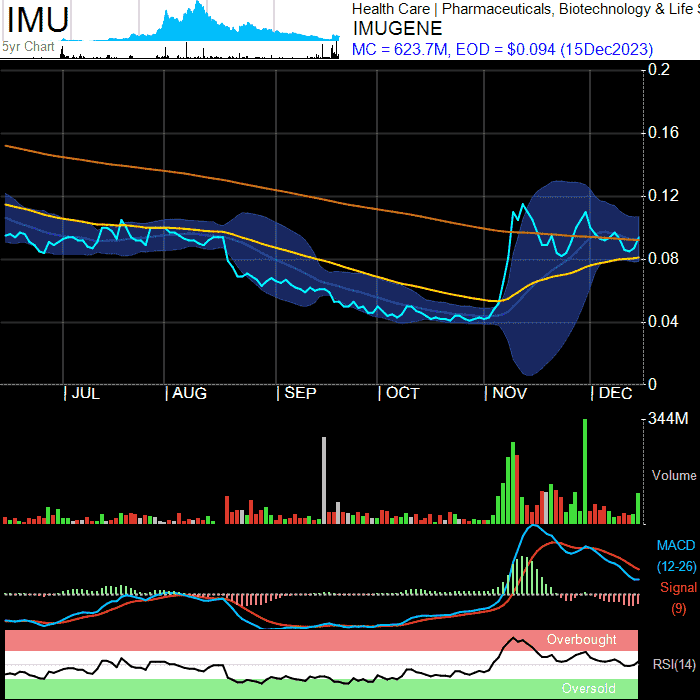 IMU
5yr Chart
Health Care | Pharmaceuticals, Biotechnology & Life S
IMUGENE
MC = 623.7M, EOD = $0.094 (15Dec2023)
0.2
0.16
0.12
0.08
0.04
0
JUL
AUG
SEP
OCT
NOV
DEC
344M
Volume
MACD
(12-26)
Signal
(9)
Overbought
RSI(14)
Oversold